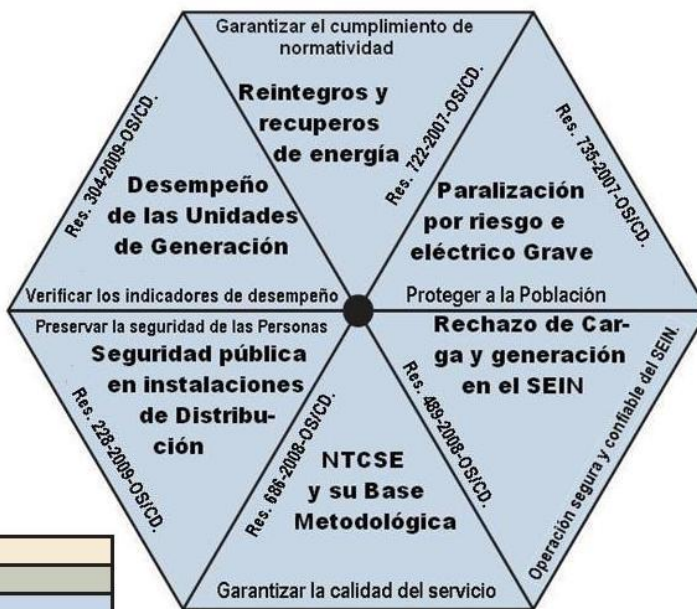 Garantizar el cumplimiento de
normatividad
Reintegros y
recuperos
de energía
Res. 722-2007-OS/CD.
Res. 304-2009-OS/CD.
Desempeño
de las Unidades
de Generación
Verificar los indicadores de desempeño
Res. 735-2007-OS/CD.
Paralización
por riesgo e
eléctrico Grave
Proteger a la Población
Preservar la seguridad de las Personas
Seguridad pública
en instalaciones
de Distribu-
ción
Res. 228-2009-OS/CD.
Rechazo de Car-
ga y generación
en el SEIN
Res. 489-2008-OS/CD.
Operación segura y confiable del SEIN.
Res. 686-2008-OS/CD.
NTCSE
y su Base
Metodológica
Garantizar la calidad del servicio